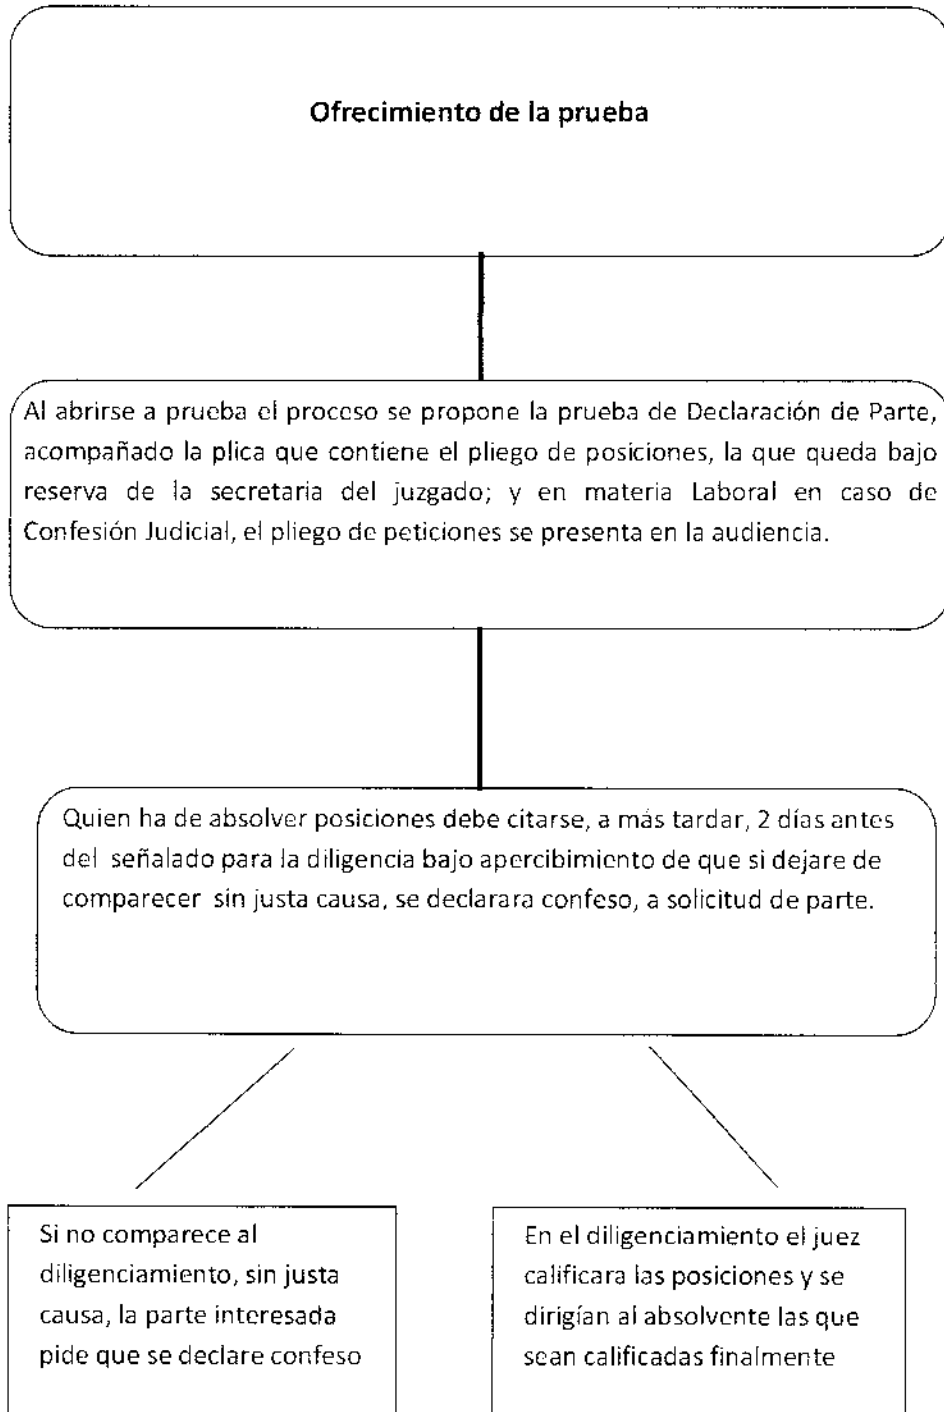 Ofrecimiento de la prueba
Al abrirse a prueba el proceso se propone la prueba de Declaración de Parte,
acompañado la plica que contiene el pliego de posiciones, la que queda bajo
reserva de la secretaria del juzgado; y en materia Laboral en caso de
Confesión Judicial, el pliego de peticiones se presenta en la audiencia.
Quien ha de absolver posiciones debe citarse, a más tardar, 2 días antes
del señalado para la diligencia bajo apercibimiento de que si dejare de
comparecer sin justa causa, se declarara confeso, a solicitud de parte.
Si no comparece al
diligenciamiento, sin justa
causa, la parte interesada
pide que se declare confeso
En el diligenciamiento el juez
calificara las posiciones y se
dirigían al absolvente las que
sean calificadas finalmente